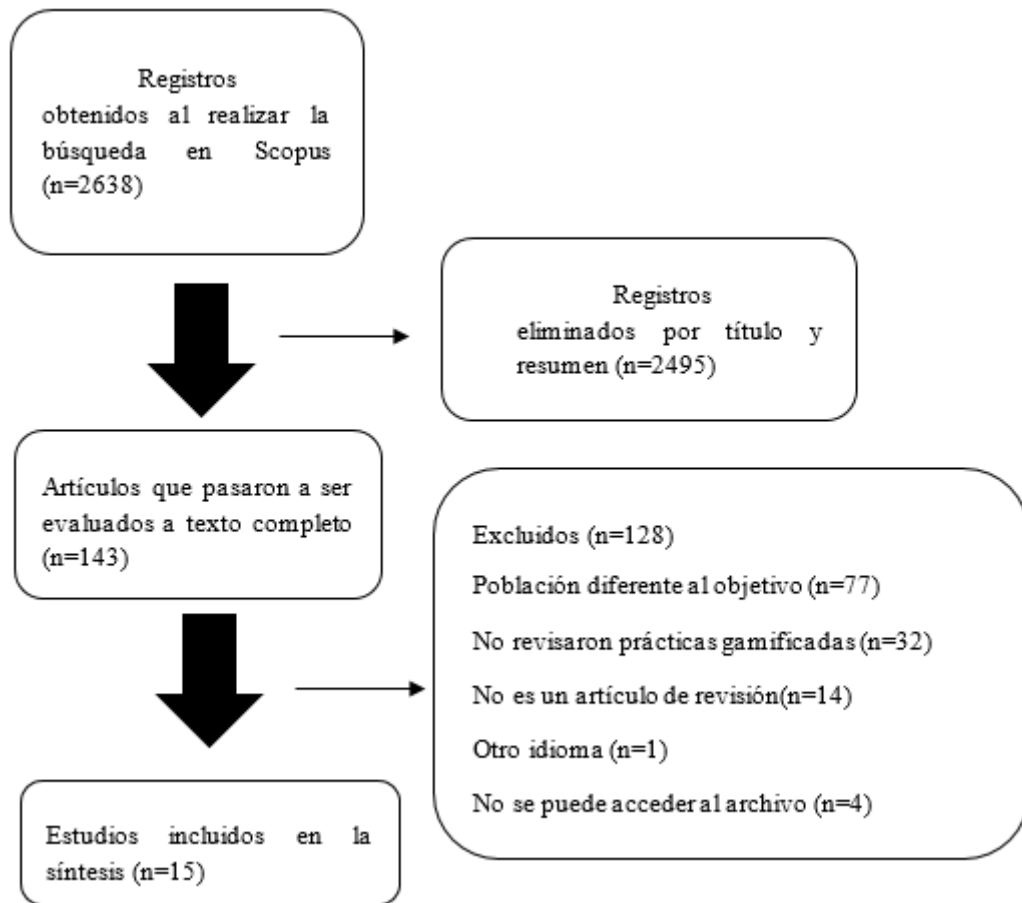 Registros
obtenidos al realizar la
búsqueda en Scopus
(n=2638)
Registros
eliminados por título y
resumen (n=2495)
Artículos que pasaron a ser
evaluados a texto completo
(n=143)
Excluidos (n=128)
Población diferente al objetivo (n=77)
No revisaron prácticas gamificadas (n=32)
No es un artículo de revisión(n=14)
Otro idioma (n=1)
No se puede acceder al archivo (n=4)
Estudios incluidos en la
síntesis (n=15)